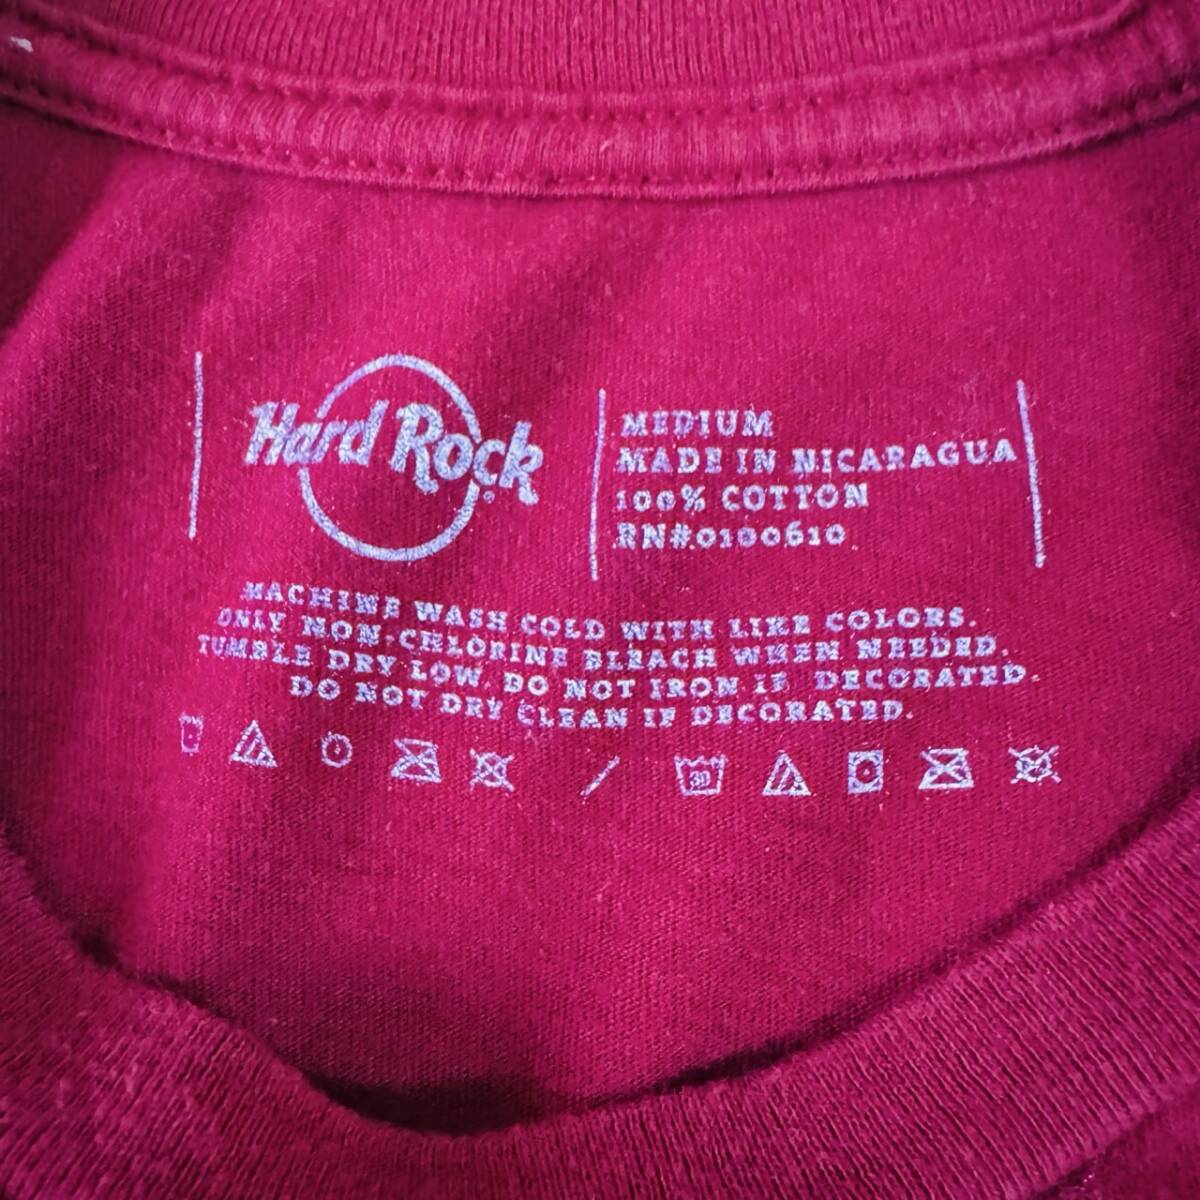 Hard Rock®
MEDIUM
MADE IN NICARAGUA
100% COTTON
RN#0100610
MACHINE WASH COLD WITH LIKE COLORS.
ONLY NON-CHLORINE BLEACH WHEN NEEDED.
TUMBLE DRY LOW. DO NOT IRON IF DECORATED.
DO NOT DRY CLEAN IF DECORATED.
/ 30